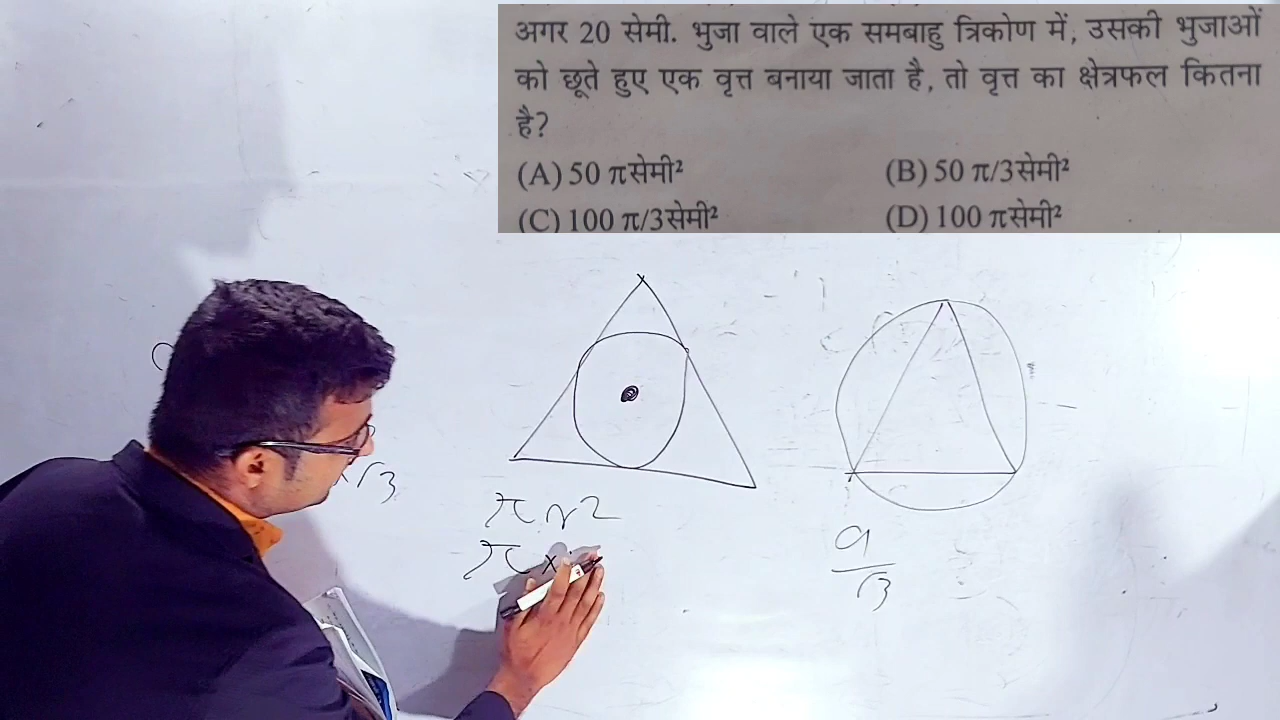 अगर 20 सेमी. भुजा वाले एक समबाहु त्रिकोण में, उसकी भुजाओं
को छूते हुए एक वृत्त बनाया जाता है, तो वृत्त का क्षेत्रफल कितना
है?
(A) 50 πसेमी² (B) 50 π/3सेमी²
(C) 100 π/3सेमी² (D) 100 πसेमी²
√3
πr2
π×
a/√3